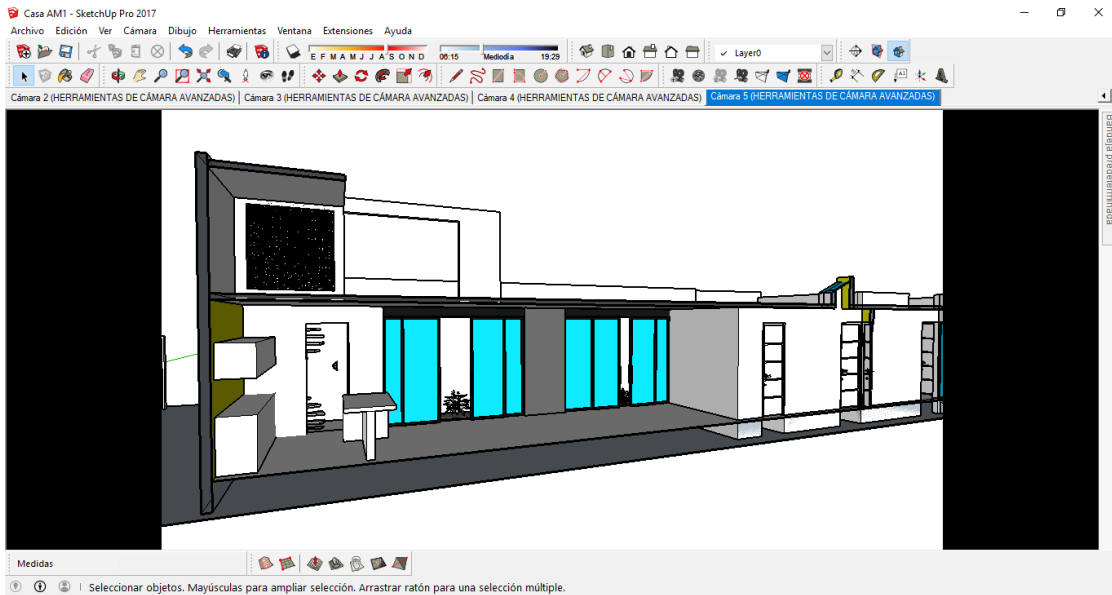 Casa AM1 - SketchUp Pro 2017
Archivo Edición Ver Cámara Dibujo Herramientas Ventana Extensiones Ayuda
E F M A M J J A S O N D 06:15 Mediodía 19:29 Layer0
Cámara 2 (HERRAMIENTAS DE CÁMARA AVANZADAS) Cámara 3 (HERRAMIENTAS DE CÁMARA AVANZADAS) Cámara 4 (HERRAMIENTAS DE CÁMARA AVANZADAS) Cámara 5 (HERRAMIENTAS DE CÁMARA AVANZADAS)
Bandeja predeterminada
Medidas
Seleccionar objetos. Mayúsculas para ampliar selección. Arrastrar ratón para una selección múltiple.